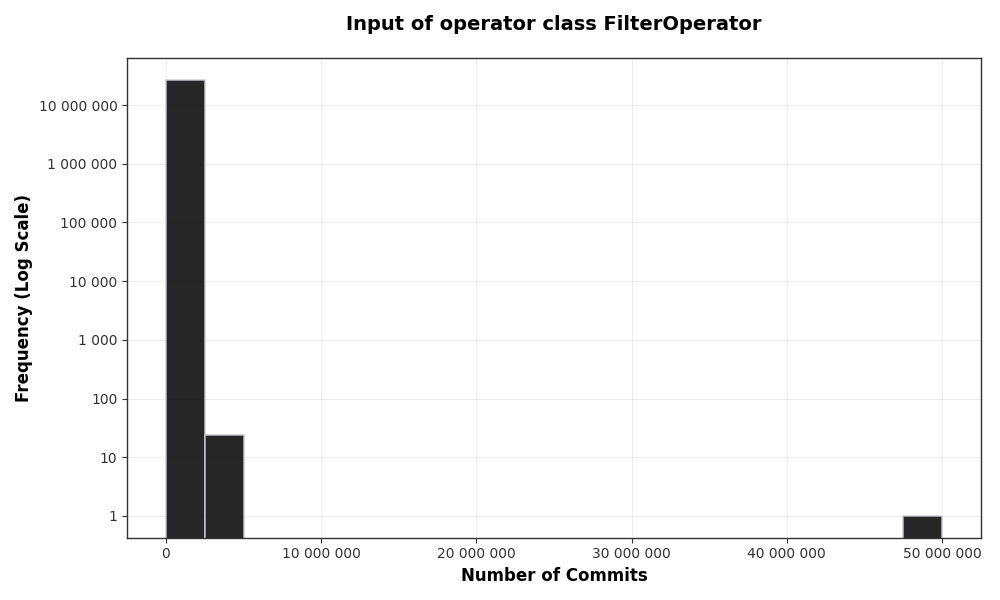 Input of operator class FilterOperator
Frequency (Log Scale)
10 000 000
1 000 000
100 000
10 000
1 000
100
10
1
0
10 000 000
20 000 000
30 000 000
40 000 000
50 000 000
Number of Commits